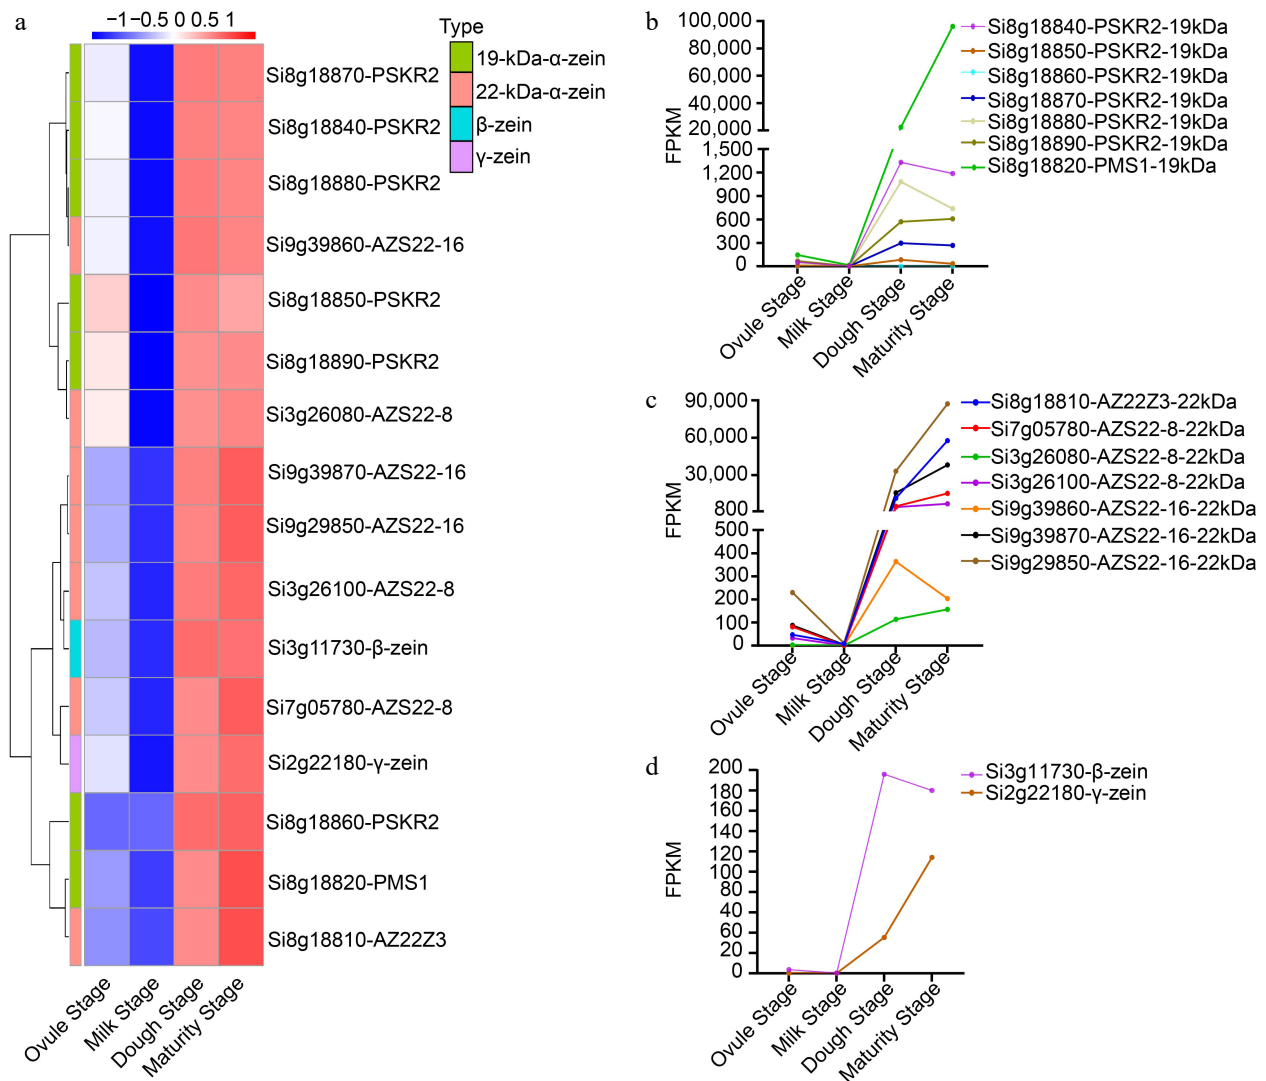 a
−1−0.5 0 0.5 1
Type
19-kDa-α-zein
22-kDa-α-zein
β-zein
γ-zein
Si8g18870-PSKR2
Si8g18840-PSKR2
Si8g18880-PSKR2
Si9g39860-AZS22-16
Si8g18850-PSKR2
Si8g18890-PSKR2
Si3g26080-AZS22-8
Si9g39870-AZS22-16
Si9g29850-AZS22-16
Si3g26100-AZS22-8
Si3g11730-β-zein
Si7g05780-AZS22-8
Si2g22180-γ-zein
Si8g18860-PSKR2
Si8g18820-PMS1
Si8g18810-AZ22Z3
Ovule Stage
Milk Stage
Dough Stage
Maturity Stage
b
FPKM
100,000
80,000
60,000
40,000
20,000
1,500
1,200
900
600
300
0
Ovule Stage
Milk Stage
Dough Stage
Maturity Stage
Si8g18840-PSKR2-19kDa
Si8g18850-PSKR2-19kDa
Si8g18860-PSKR2-19kDa
Si8g18870-PSKR2-19kDa
Si8g18880-PSKR2-19kDa
Si8g18890-PSKR2-19kDa
Si8g18820-PMS1-19kDa
c
FPKM
90,000
60,000
30,000
800
500
400
300
200
100
0
Ovule Stage
Milk Stage
Dough Stage
Maturity Stage
Si8g18810-AZ22Z3-22kDa
Si7g05780-AZS22-8-22kDa
Si3g26080-AZS22-8-22kDa
Si3g26100-AZS22-8-22kDa
Si9g39860-AZS22-16-22kDa
Si9g39870-AZS22-16-22kDa
Si9g29850-AZS22-16-22kDa
d
FPKM
200
180
160
140
120
100
80
40
60
20
0
Ovule Stage
Milk Stage
Dough Stage
Maturity Stage
Si3g11730-β-zein
Si2g22180-γ-zein